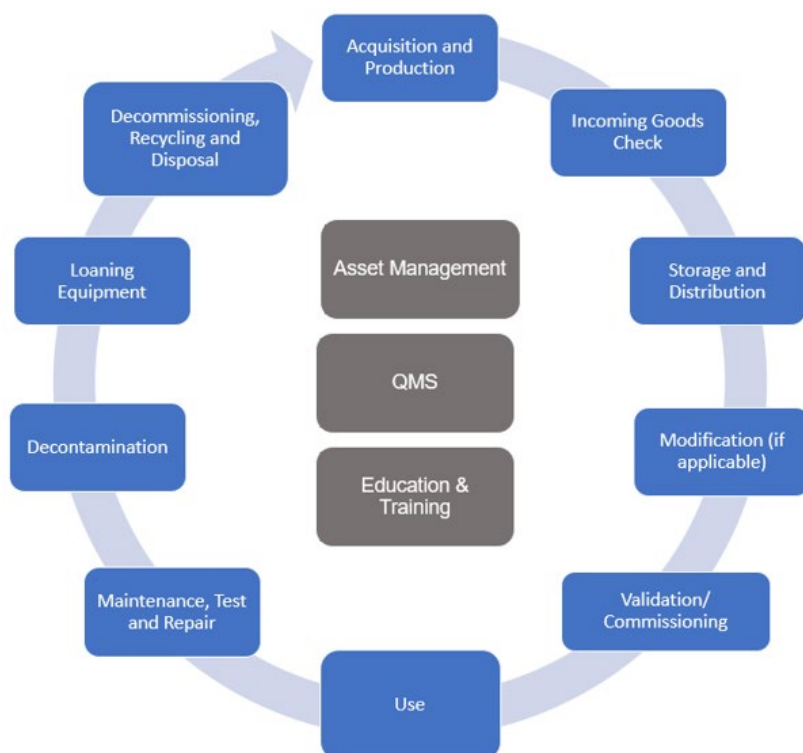 Acquisition and
Production
Incoming Goods
Check
Storage and
Distribution
Modification (if
applicable)
Validation/
Commissioning
Use
Maintenance, Test
and Repair
Decontamination
Loaning
Equipment
Decommissioning,
Recycling and
Disposal
Asset Management
QMS
Education &
Training